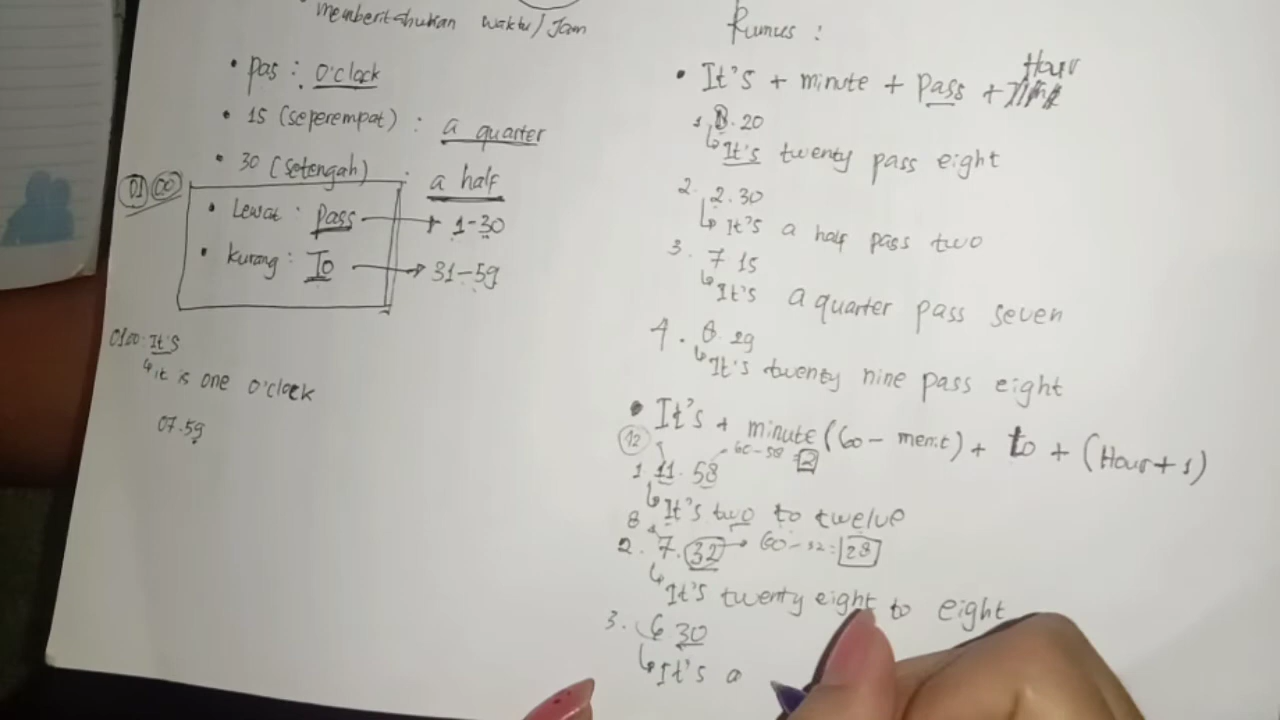 memberitahukan waktu/Jam
• pas : o'clock
• 15 (seperempat) : a quarter
• 30 (setengah) : a half
01 00
• Lewat : pass → 1-30
• kurang : To → 31-59
0100: It's
↳ it is one o'clock
07.59
Rumus :
• It's + minute + pass + Hour
1. 8.20
↳ It's twenty pass eight
2. 2.30
↳ It's a half pass two
3. 7 15
↳ It's a quarter pass seven
4. 8.29
↳ It's twenty nine pass eight
• It's + minute (60 - menit) + to + (Hour + 1)
12 60-58 = 2
1. 11.58
↳ It's two to twelve
8
2. 7.32 → 60-32 = 28
↳ It's twenty eight to eight
3. 6 30
↳ It's a